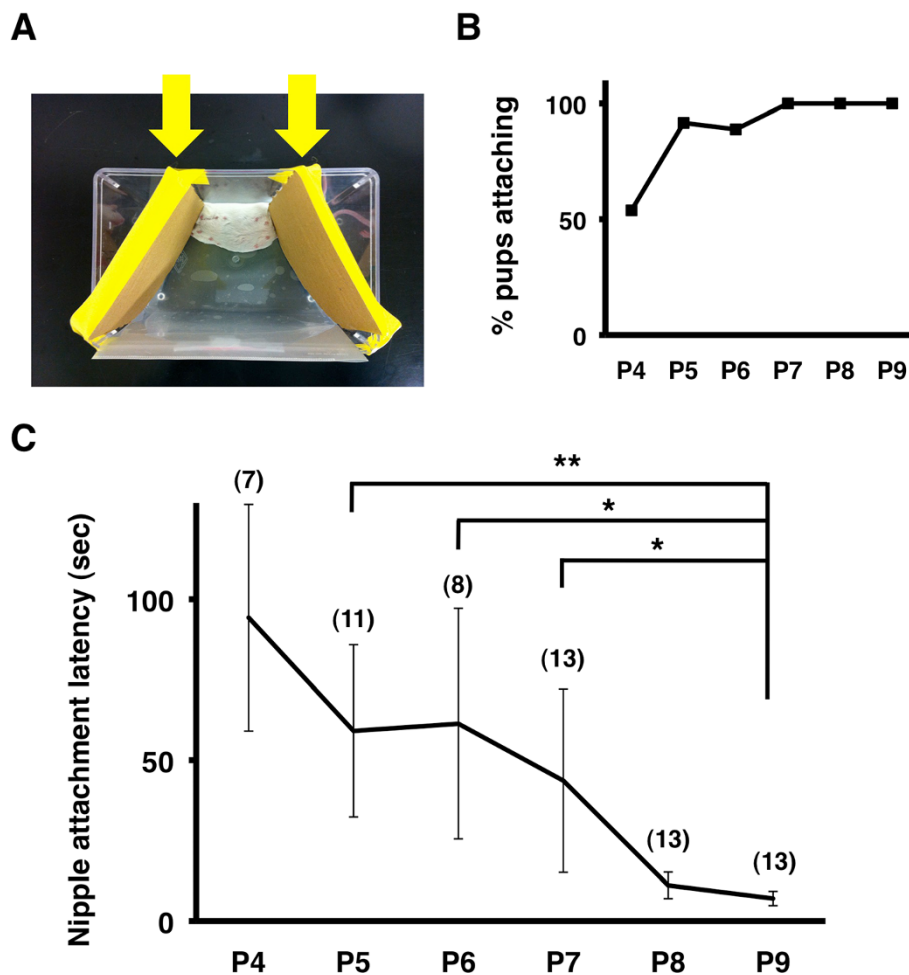 A
B
% pups attaching
100
50
0
P4 P5 P6 P7 P8 P9
C
Nipple attachment latency (sec)
100
50
0
(7)
(11)
(8)
(13)
(13)
(13)
**
*
*
P4 P5 P6 P7 P8 P9